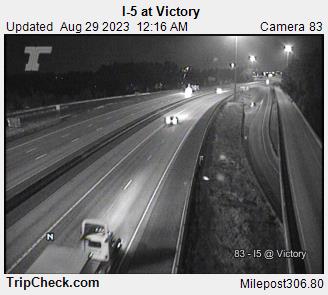 I-5 at Victory
Updated Aug 29 2023 12:16 AM Camera 83
T
N
83 - I5 @ Victory
TripCheck.com Milepost306.80